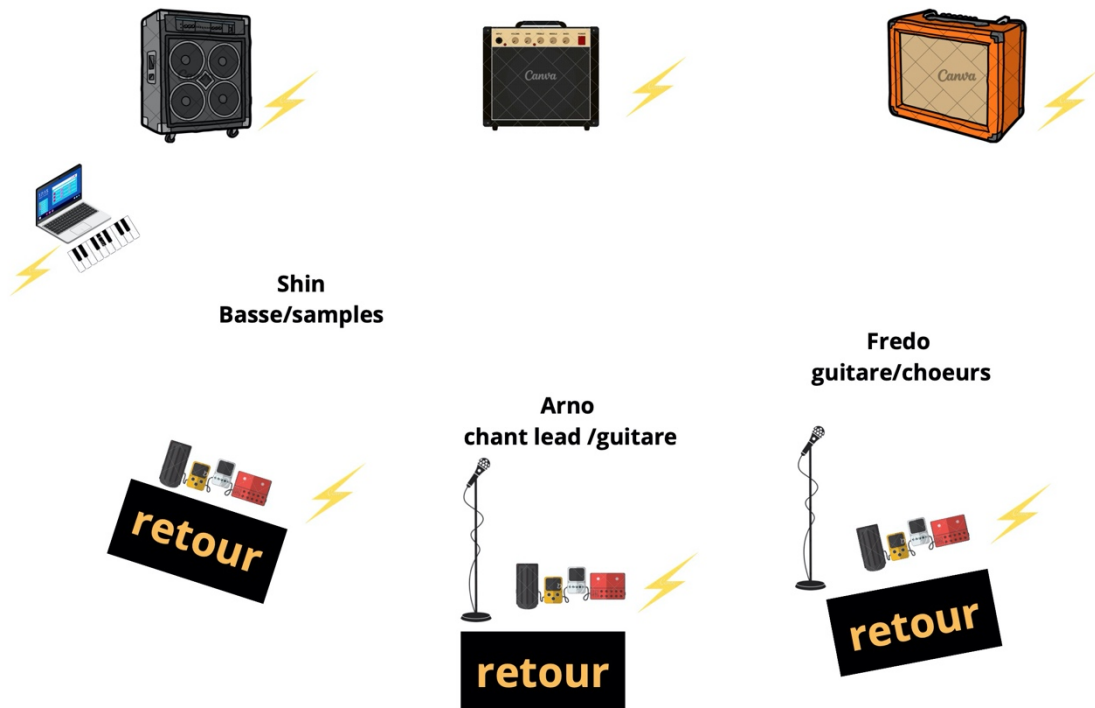 Canva
Canva
Shin
Basse/samples
Fredo
guitare/choeurs
Arno
chant lead /guitare
retour
retour
retour